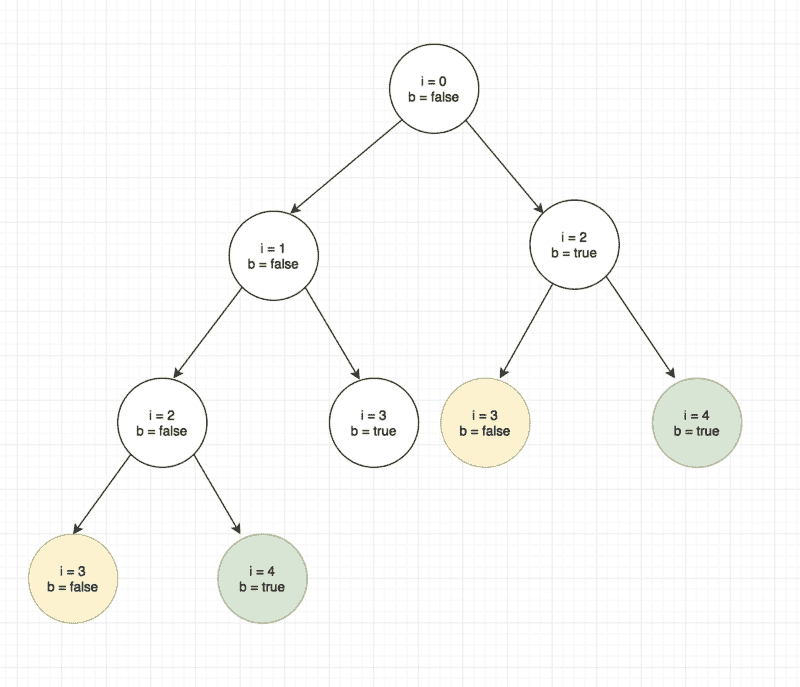 i = 0
b = false
i = 1
b = false
i = 2
b = true
i = 2
b = false
i = 3
b = true
i = 3
b = false
i = 4
b = true
i = 3
b = false
i = 4
b = true